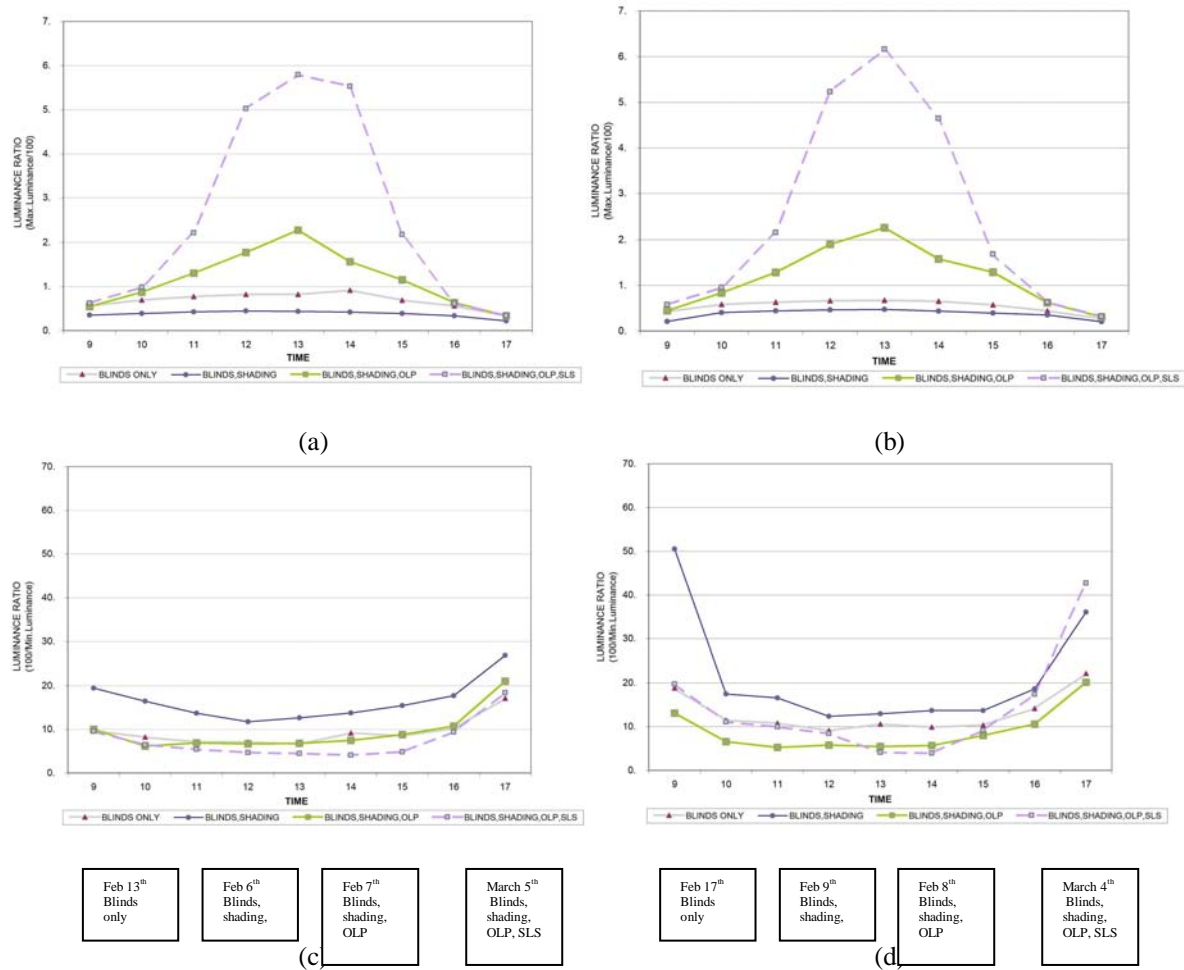 7.
6.
5.
4.
3.
2.
1.
0.
LUMINANCE RATIO
(Max.Luminance/100)
9 10 11 12 13 14 15 16 17
TIME
BLINDS ONLY BLINDS,SHADING BLINDS,SHADING,OLP BLINDS,SHADING,OLP,SLS
(a)
7.
6.
5.
4.
3.
2.
1.
0.
LUMINANCE RATIO
(Max.Luminance/100)
9 10 11 12 13 14 15 16 17
TIME
BLINDS ONLY BLINDS,SHADING BLINDS,SHADING,OLP BLINDS,SHADING,OLP,SLS
(b)
70.
60.
50.
40.
30.
20.
10.
0.
LUMINANCE RATIO
(100/Min.Luminance)
9 10 11 12 13 14 15 16 17
TIME
BLINDS ONLY BLINDS,SHADING BLINDS,SHADING,OLP BLINDS,SHADING,OLP,SLS
70.
60.
50.
40.
30.
20.
10.
0.
LUMINANCE RATIO
(100/Min.Luminance)
9 10 11 12 13 14 15 16 17
TIME
BLINDS ONLY BLINDS,SHADING BLINDS,SHADING,OLP BLINDS,SHADING,OLP,SLS
Feb 13th
Blinds
only
Feb 6th
Blinds,
shading,
Feb 7th
Blinds,
shading,
OLP
March 5th
Blinds,
shading,
OLP, SLS
(c)
Feb 17th
Blinds
only
Feb 9th
Blinds,
shading,
Feb 8th
Blinds,
shading,
OLP
March 4th
Blinds,
shading,
OLP, SLS
(d)